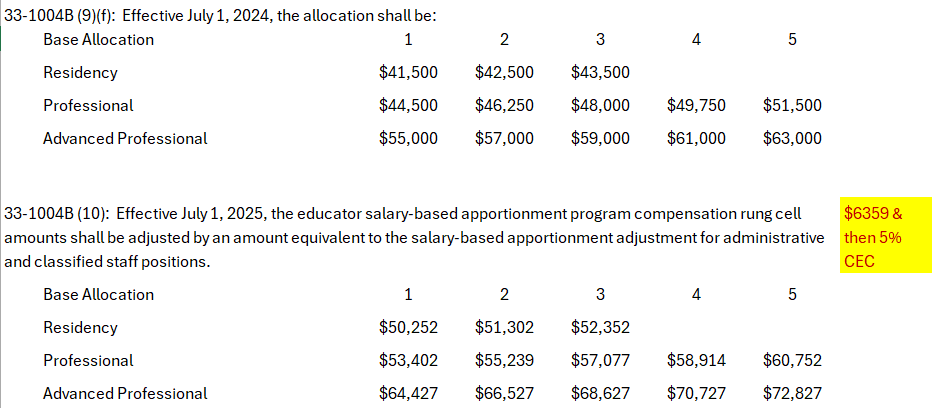 33-1004B (9)(f): Effective July 1, 2024, the allocation shall be:
Base Allocation 1 2 3 4 5
Residency $41,500 $42,500 $43,500
Professional $44,500 $46,250 $48,000 $49,750 $51,500
Advanced Professional $55,000 $57,000 $59,000 $61,000 $63,000
33-1004B (10): Effective July 1, 2025, the educator salary-based apportionment program compensation rung cell
amounts shall be adjusted by an amount equivalent to the salary-based apportionment adjustment for administrative
and classified staff positions.
$6359 &
then 5%
CEC
Base Allocation 1 2 3 4 5
Residency $50,252 $51,302 $52,352
Professional $53,402 $55,239 $57,077 $58,914 $60,752
Advanced Professional $64,427 $66,527 $68,627 $70,727 $72,827